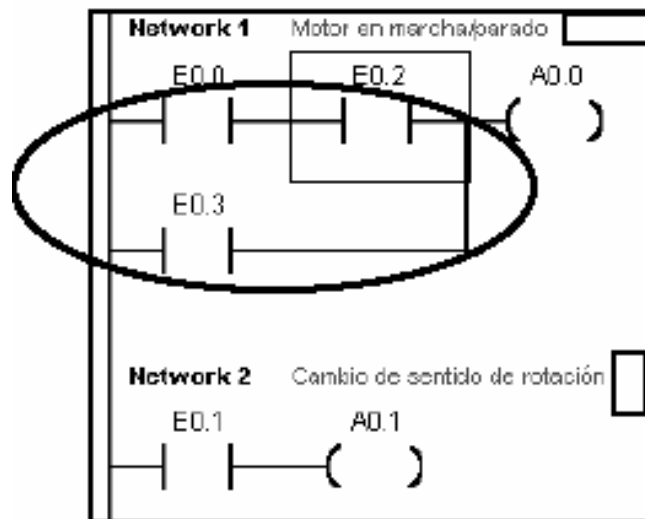 Network 1 Motor en marcha/parado
E0.0 E0.2 A0.0
E0.3
Network 2 Cambio de sentido de rotación
E0.1 A0.1